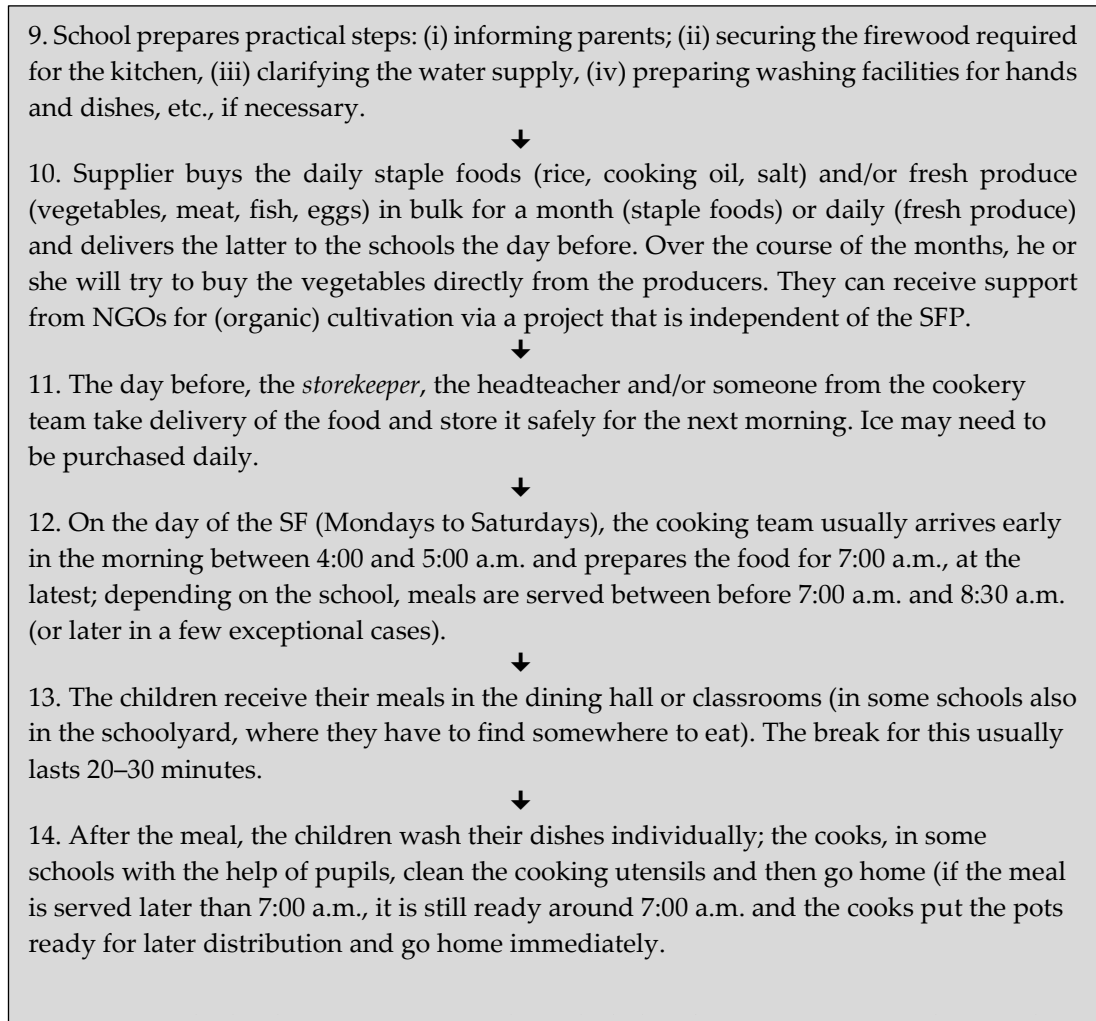 9. School prepares practical steps: (i) informing parents; (ii) securing the firewood required
for the kitchen, (iii) clarifying the water supply, (iv) preparing washing facilities for hands
and dishes, etc., if necessary.
10. Supplier buys the daily staple foods (rice, cooking oil, salt) and/or fresh produce
(vegetables, meat, fish, eggs) in bulk for a month (staple foods) or daily (fresh produce)
and delivers the latter to the schools the day before. Over the course of the months, he or
she will try to buy the vegetables directly from the producers. They can receive support
from NGOs for (organic) cultivation via a project that is independent of the SFP.
11. The day before, the storekeeper, the headteacher and/or someone from the cookery
team take delivery of the food and store it safely for the next morning. Ice may need to
be purchased daily.
12. On the day of the SF (Mondays to Saturdays), the cooking team usually arrives early
in the morning between 4:00 and 5:00 a.m. and prepares the food for 7:00 a.m., at the
latest; depending on the school, meals are served between before 7:00 a.m. and 8:30 a.m.
(or later in a few exceptional cases).
13. The children receive their meals in the dining hall or classrooms (in some schools also
in the schoolyard, where they have to find somewhere to eat). The break for this usually
lasts 20–30 minutes.
14. After the meal, the children wash their dishes individually; the cooks, in some
schools with the help of pupils, clean the cooking utensils and then go home (if the meal
is served later than 7:00 a.m., it is still ready around 7:00 a.m. and the cooks put the pots
ready for later distribution and go home immediately.